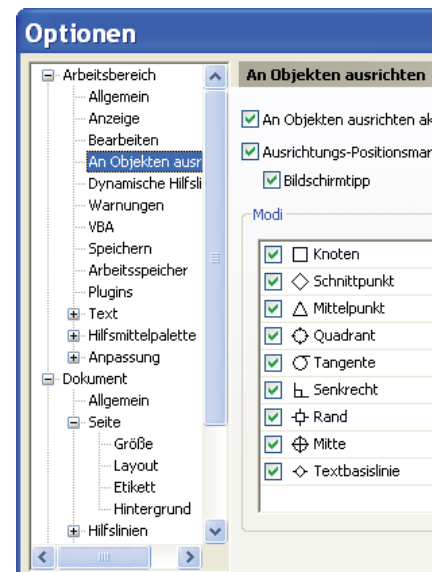 Optionen
Arbeitsbereich
Allgemein
Anzeige
Bearbeiten
An Objekten ausr
Dynamische Hilfsli
Warnungen
VBA
Speichern
Arbeitsspeicher
Plugins
Text
Hilfsmittelpalette
Anpassung
Dokument
Allgemein
Seite
Größe
Layout
Etikett
Hintergrund
Hilfslinien
An Objekten ausrichten
An Objekten ausrichten ak
Ausrichtungs-Positionsmar
Bildschirmtipp
Modi
Knoten
Schnittpunkt
Mittelpunkt
Quadrant
Tangente
Senkrecht
Rand
Mitte
Textbasislinie